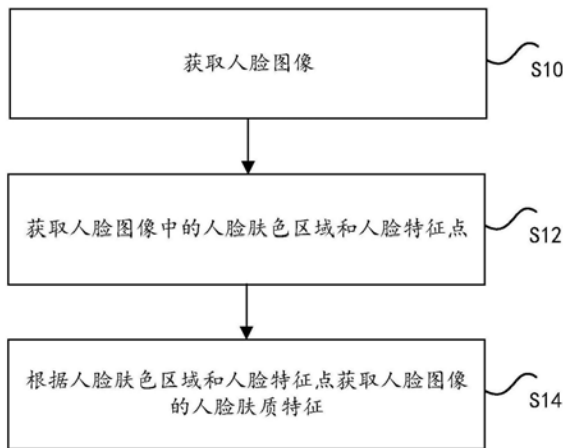 获取人脸图像
S10
获取人脸图像中的人脸肤色区域和人脸特征点
S12
根据人脸肤色区域和人脸特征点获取人脸图像
的人脸肤质特征
S14